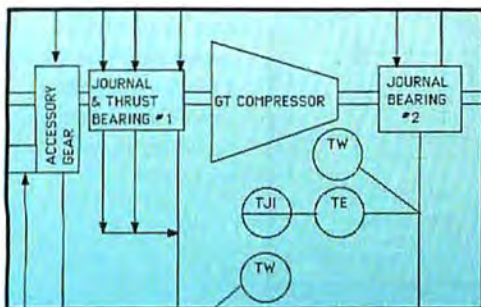 ACCESSORY
GEAR
JOURNAL
& THRUST
BEARING #1
GT COMPRESSOR
JOURNAL
BEARING
#2
TW
TJI
TE
TW